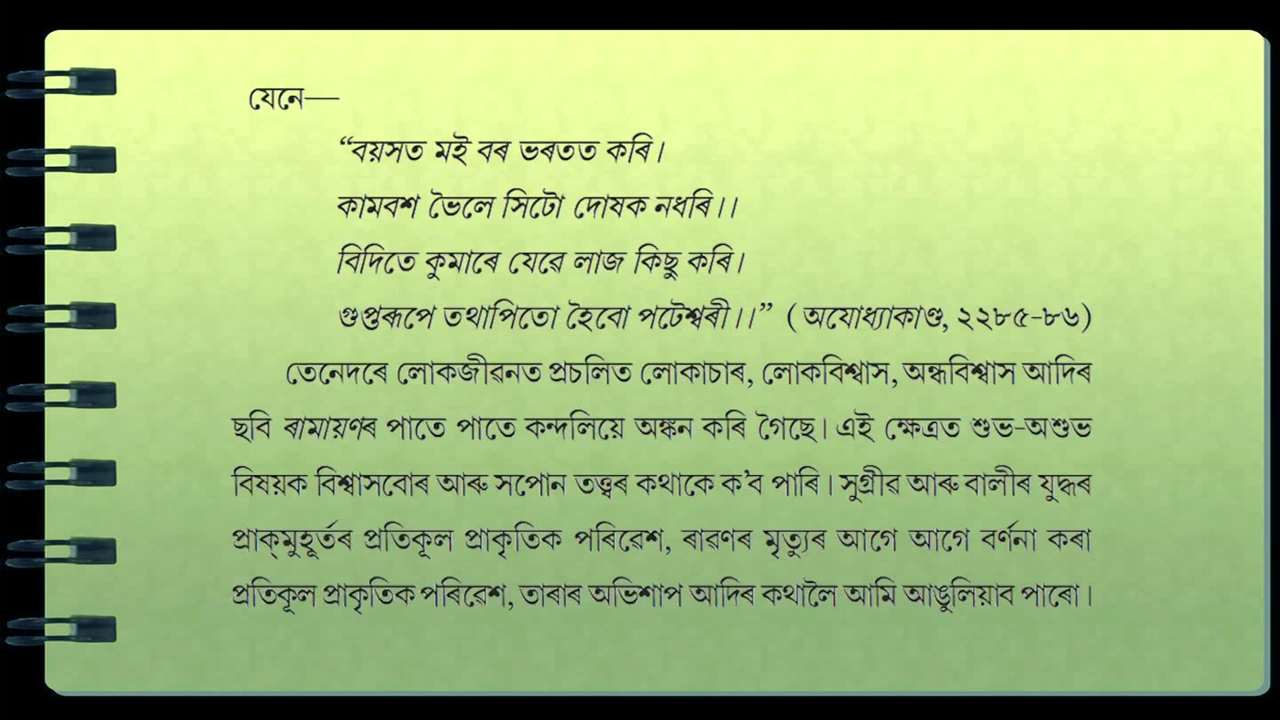 যেনে—
“বয়সত মই বৰ ভৰতত কৰি।
কামবশ ভৈলে সিটো দোষক নধৰি।।
বিদিতে কুমাৰে যেৱে লাজ কিছু কৰি।
গুপ্তৰূপে তথাপিতো হৈবো পটেশ্বৰী।।” (অযোধ্যাকাণ্ড, ২২৮৫-৮৬)
তেনেদৰে লোকজীৱনত প্ৰচলিত লোকাচাৰ, লোকবিশ্বাস, অন্ধবিশ্বাস আদিৰ
ছবি ৰামায়ণৰ পাতে পাতে কন্দলিয়ে অঙ্কন কৰি গৈছে। এই ক্ষেত্ৰত শুভ-অশুভ
বিষয়ক বিশ্বাসবোৰ আৰু সপোন তত্ত্বৰ কথাকে ক’ব পাৰি। সুগ্ৰীৱ আৰু বালীৰ যুদ্ধৰ
প্ৰাক্‌মুহূৰ্তৰ প্ৰতিকূল প্ৰাকৃতিক পৰিৱেশ, ৰাৱণৰ মৃত্যুৰ আগে আগে বৰ্ণনা কৰা
প্ৰতিকূল প্ৰাকৃতিক পৰিৱেশ, তাৰাৰ অভিশাপ আদিৰ কথালৈ আমি আঙুলিয়াব পাৰো।